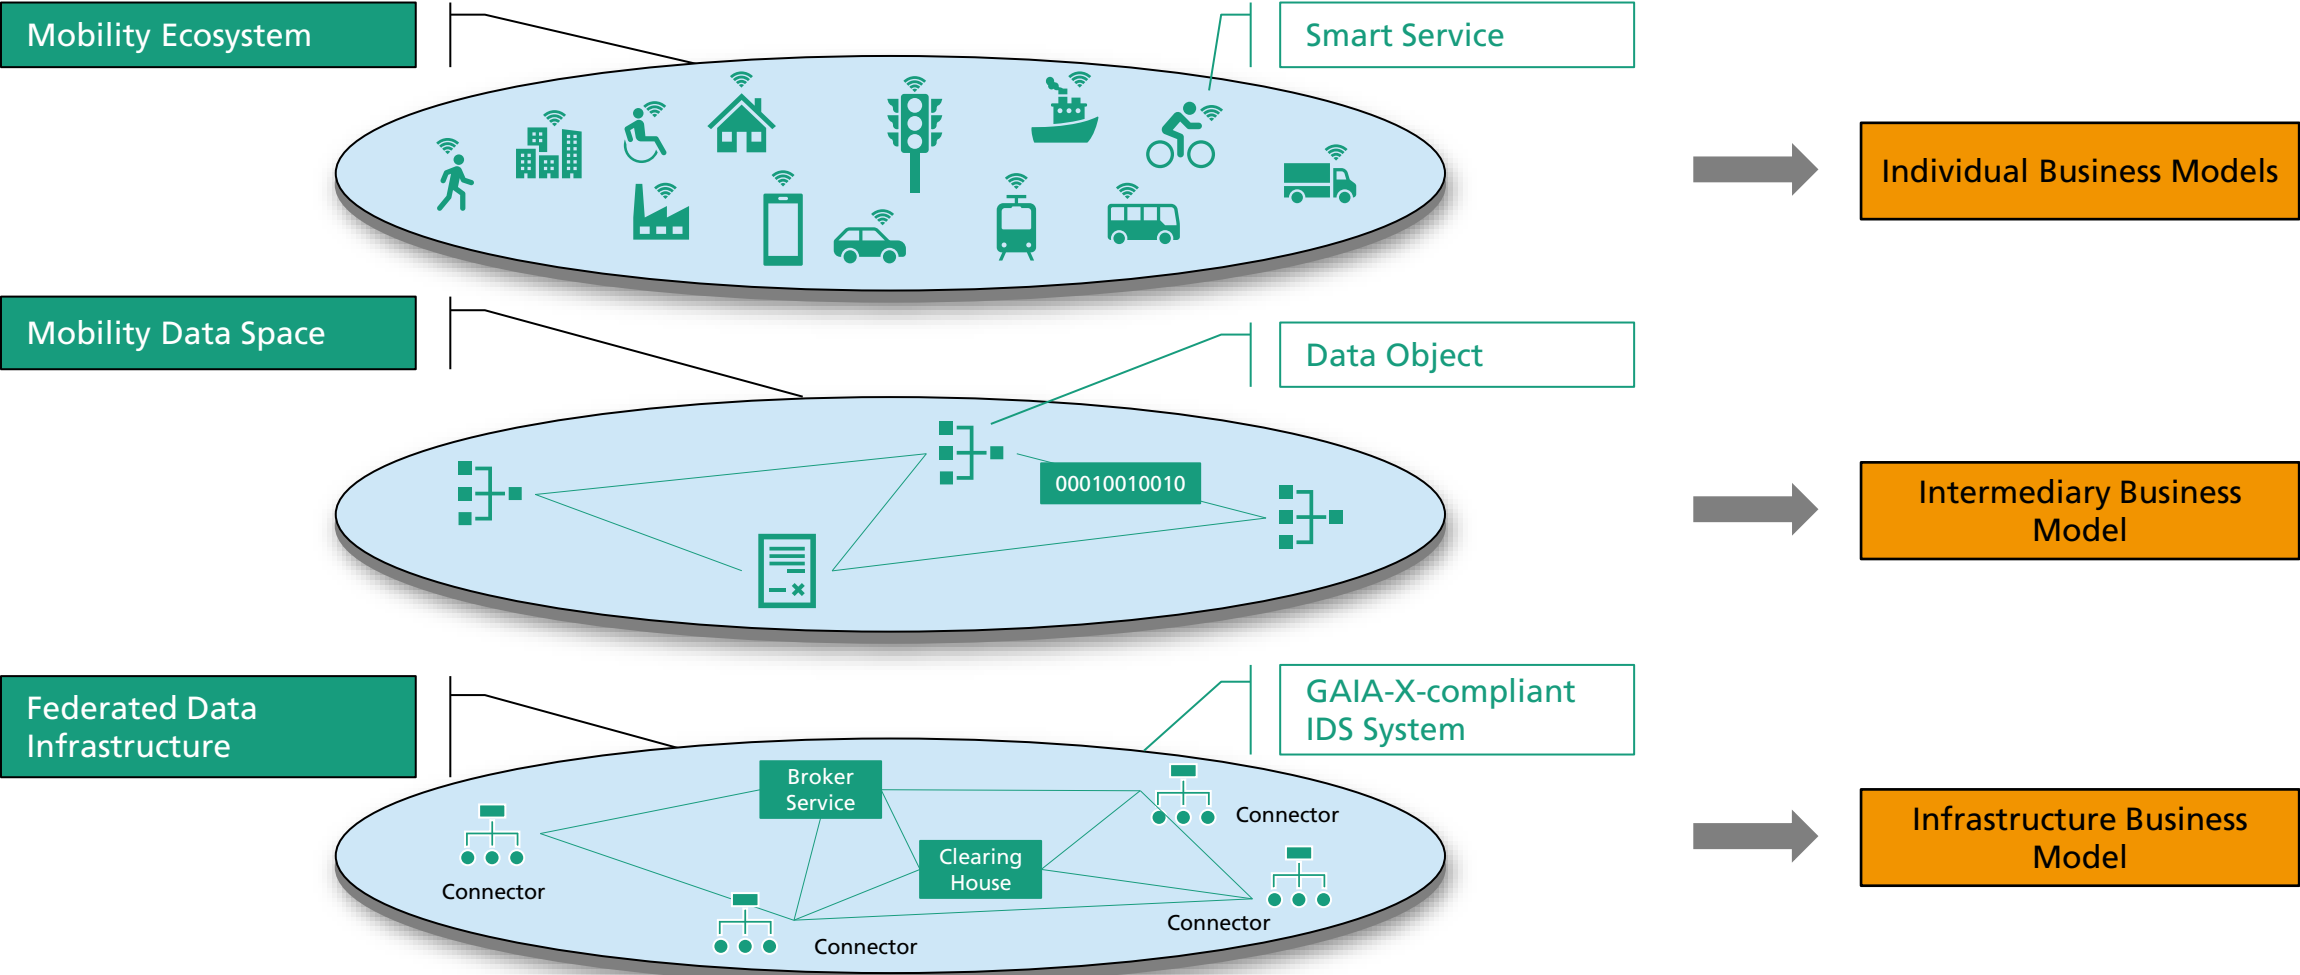 Mobility Ecosystem
Smart Service
Individual Business Models
Mobility Data Space
Data Object
00010010010
Intermediary Business
Model
Federated Data
Infrastructure
GAIA-X-compliant
IDS System
Broker
Service
Connector
Clearing
House
Connector
Connector
Connector
Infrastructure Business
Model